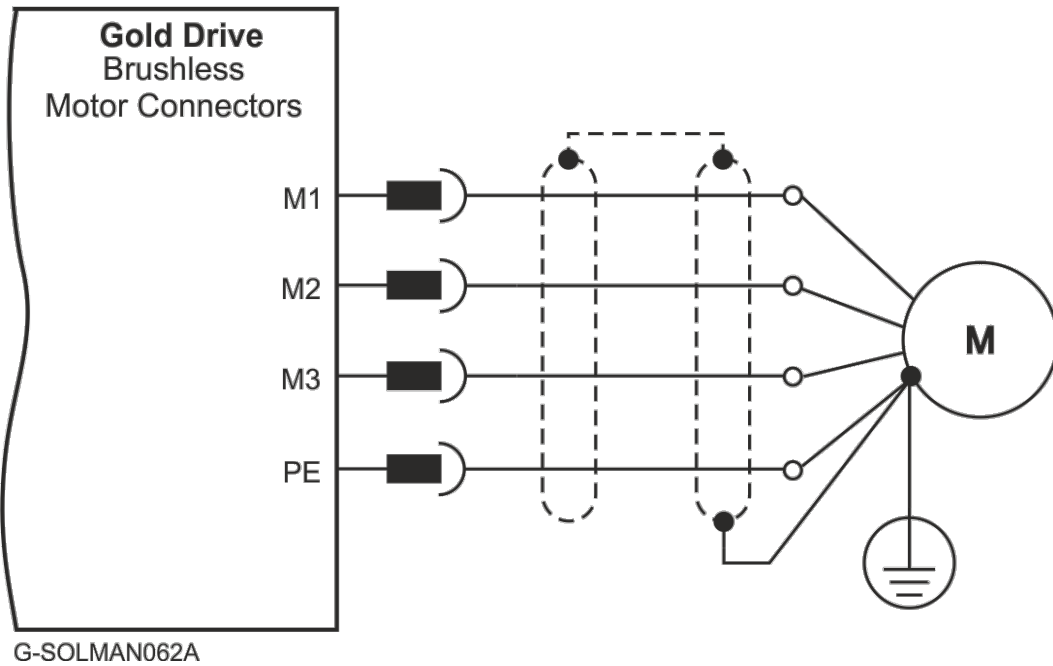 Gold Drive
Brushless
Motor Connectors
M1
M2
M3
PE
M
G-SOLMAN062A